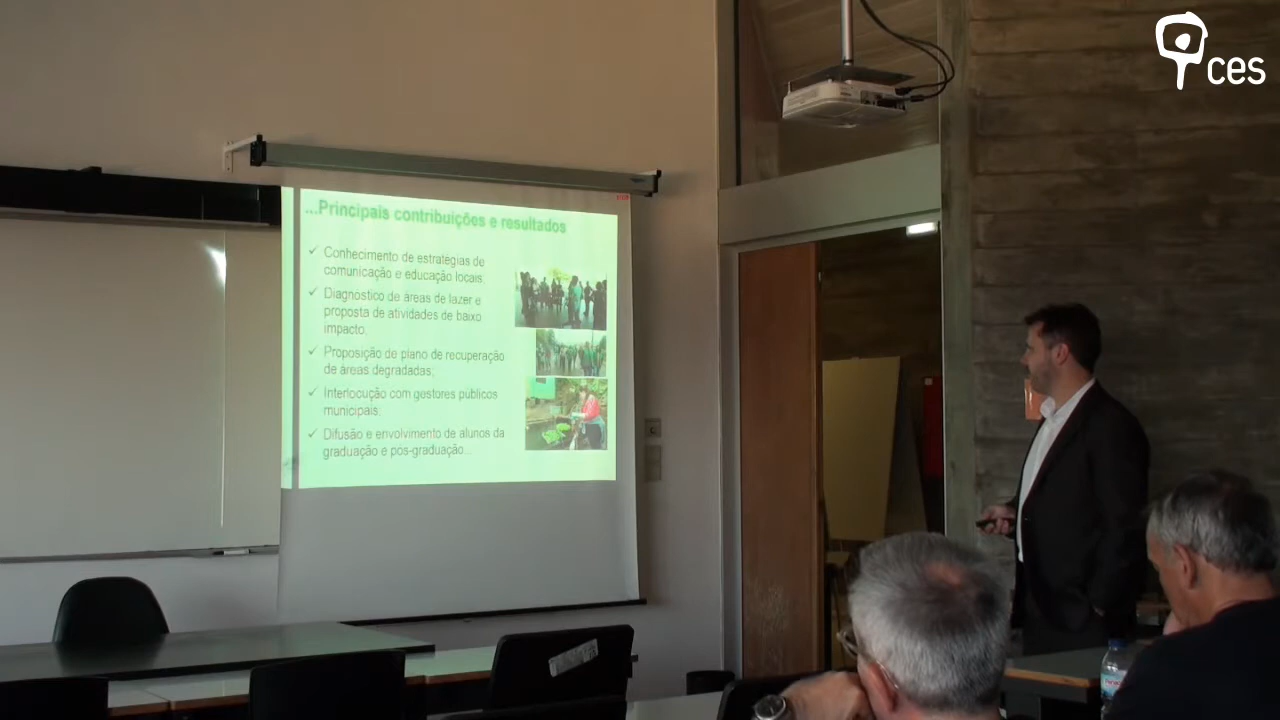 ces
...Principais contribuições e resultados
✓ Conhecimento de estratégias de
comunicação e educação locais;
✓ Diagnostico de áreas de lazer e
proposta de atividades de baixo
impacto;
✓ Proposição de plano de recuperação
de áreas degradadas;
✓ Interlocução com gestores públicos
municipais;
✓ Difusão e envolvimento de alunos da
graduação e pós-graduação...